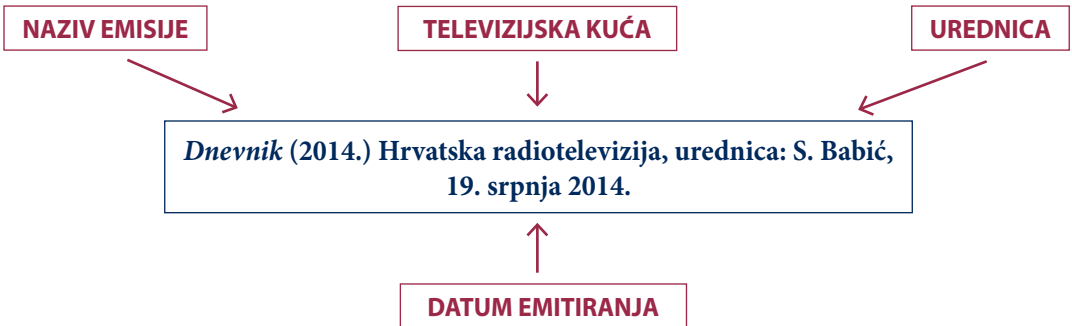 NAZIV EMISIJE
TELEVIZIJSKA KUĆA
UREDNICA
Dnevnik (2014.) Hrvatska radiotelevizija, urednica: S. Babić,
19. srpnja 2014.
DATUM EMITIRANJA